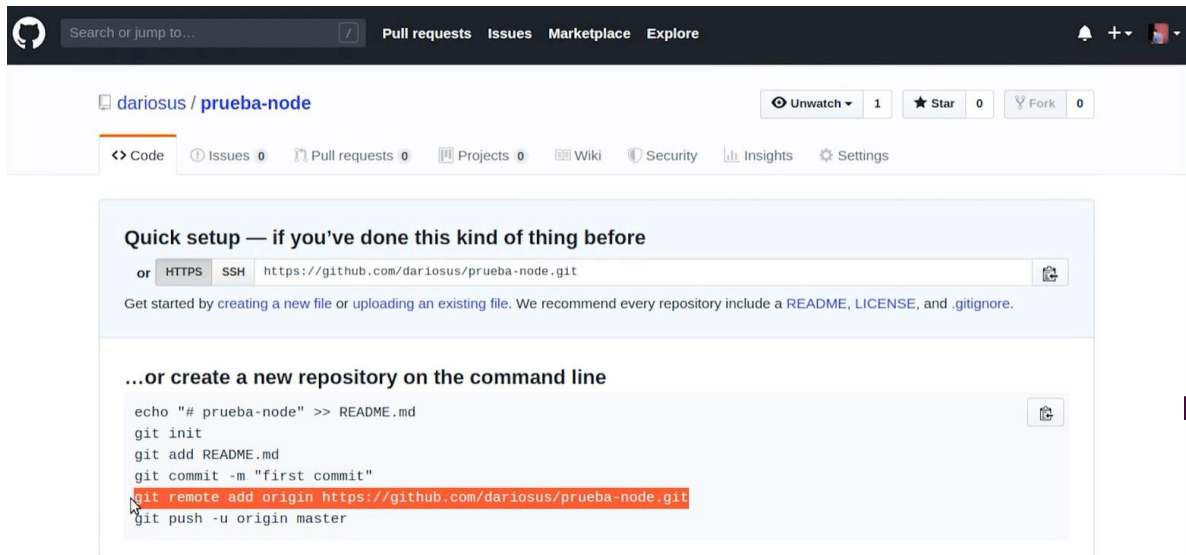 Search or jump to... / Pull requests Issues Marketplace Explore
dariosus / prueba-node Unwatch 1 Star 0 Fork 0
Code Issues 0 Pull requests 0 Projects 0 Wiki Security Insights Settings
Quick setup — if you’ve done this kind of thing before
or HTTPS SSH https://github.com/dariosus/prueba-node.git
Get started by creating a new file or uploading an existing file. We recommend every repository include a README, LICENSE, and .gitignore.
…or create a new repository on the command line
echo "# prueba-node" >> README.md
git init
git add README.md
git commit -m "first commit"
git remote add origin https://github.com/dariosus/prueba-node.git
git push -u origin master